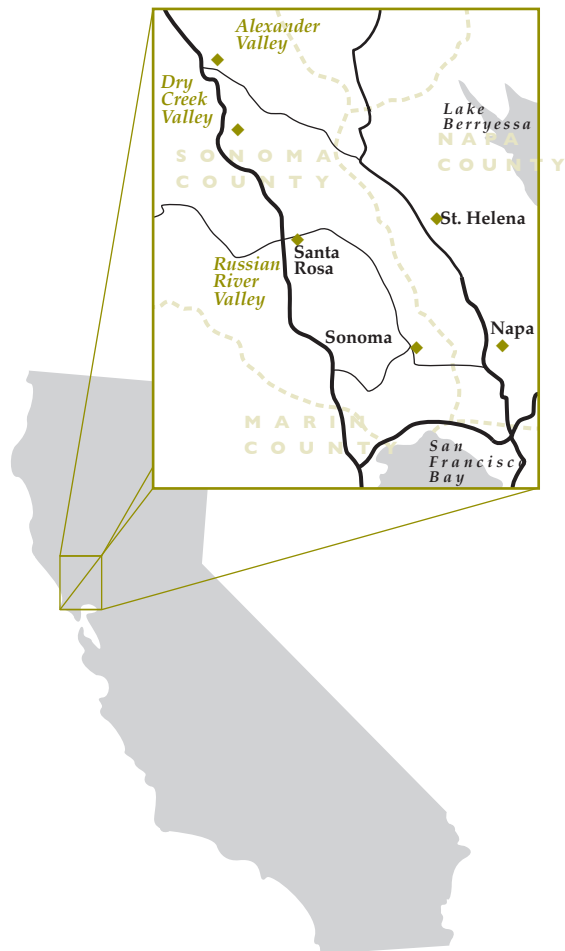 Alexander
Valley
Dry
Creek
Valley
Lake
Berryessa
SONOMA
COUNTY
NAPA
COUNTY
St. Helena
Santa
Rosa
Russian
River
Valley
Sonoma
Napa
MARIN
COUNTY
San
Francisco
Bay